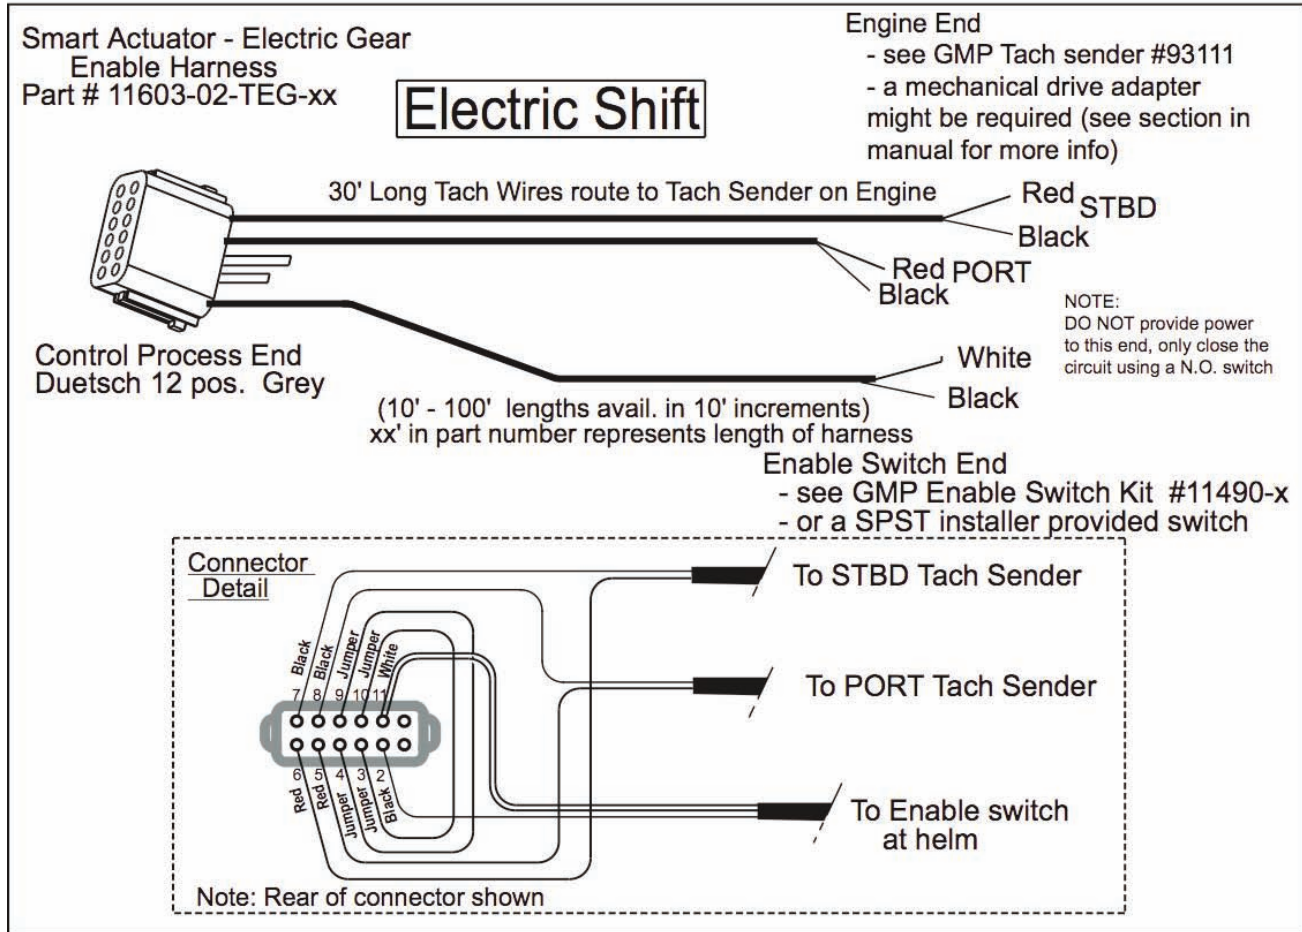 Smart Actuator - Electric Gear
Enable Harness
Part # 11603-02-TEG-xx
Electric Shift
Engine End
- see GMP Tach sender #93111
- a mechanical drive adapter
might be required (see section in
manual for more info)
30' Long Tach Wires route to Tach Sender on Engine
Red
STBD
Black
Red PORT
Black
NOTE:
DO NOT provide power
to this end, only close the
circuit using a N.O. switch
Control Process End
Duetsch 12 pos. Grey
White
Black
(10' - 100' lengths avail. in 10' increments)
xx' in part number represents length of harness
Enable Switch End
- see GMP Enable Switch Kit #11490-x
- or a SPST installer provided switch
Connector
Detail
To STBD Tach Sender
Black
Black
Jumper
Jumper
White
7 8 9 10 11
To PORT Tach Sender
6 5 4 3 2
Red
Red
Jumper
Jumper
Black
To Enable switch
at helm
Note: Rear of connector shown